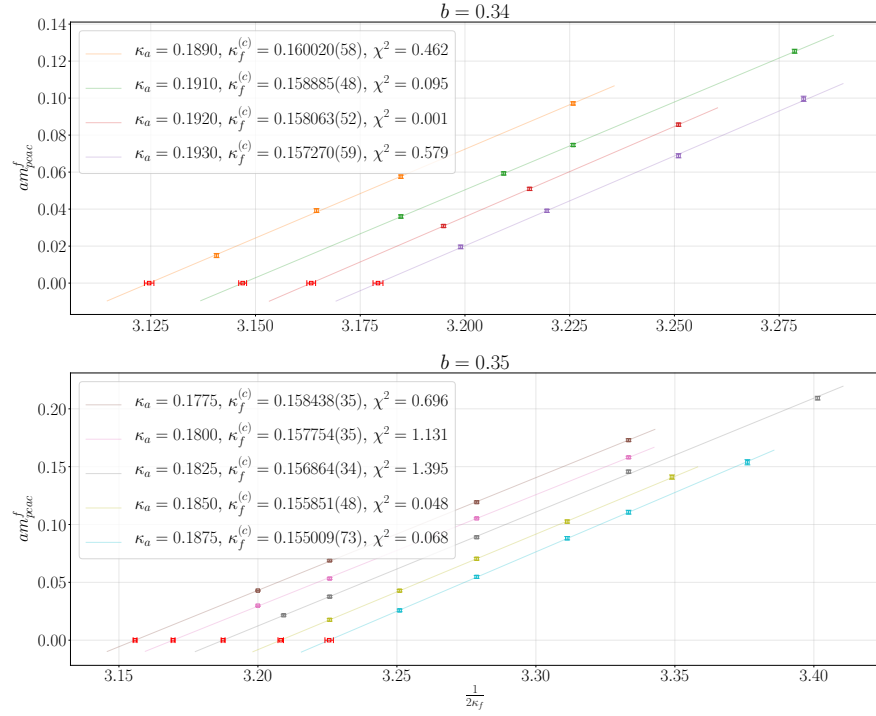 b = 0.34
0.14
0.12
0.10
0.08
0.06
0.04
0.02
0.00
am^f_{pcac}
κ_a = 0.1890, κ_f^{(c)} = 0.160020(58), χ² = 0.462
κ_a = 0.1910, κ_f^{(c)} = 0.158885(48), χ² = 0.095
κ_a = 0.1920, κ_f^{(c)} = 0.158063(52), χ² = 0.001
κ_a = 0.1930, κ_f^{(c)} = 0.157270(59), χ² = 0.579
3.125 3.150 3.175 3.200 3.225 3.250 3.275
b = 0.35
0.20
0.15
0.10
0.05
0.00
am^f_{pcac}
κ_a = 0.1775, κ_f^{(c)} = 0.158438(35), χ² = 0.696
κ_a = 0.1800, κ_f^{(c)} = 0.157754(35), χ² = 1.131
κ_a = 0.1825, κ_f^{(c)} = 0.156864(34), χ² = 1.395
κ_a = 0.1850, κ_f^{(c)} = 0.155851(48), χ² = 0.048
κ_a = 0.1875, κ_f^{(c)} = 0.155009(73), χ² = 0.068
3.15 3.20 3.25 3.30 3.35 3.40
\frac{1}{2κ_f}